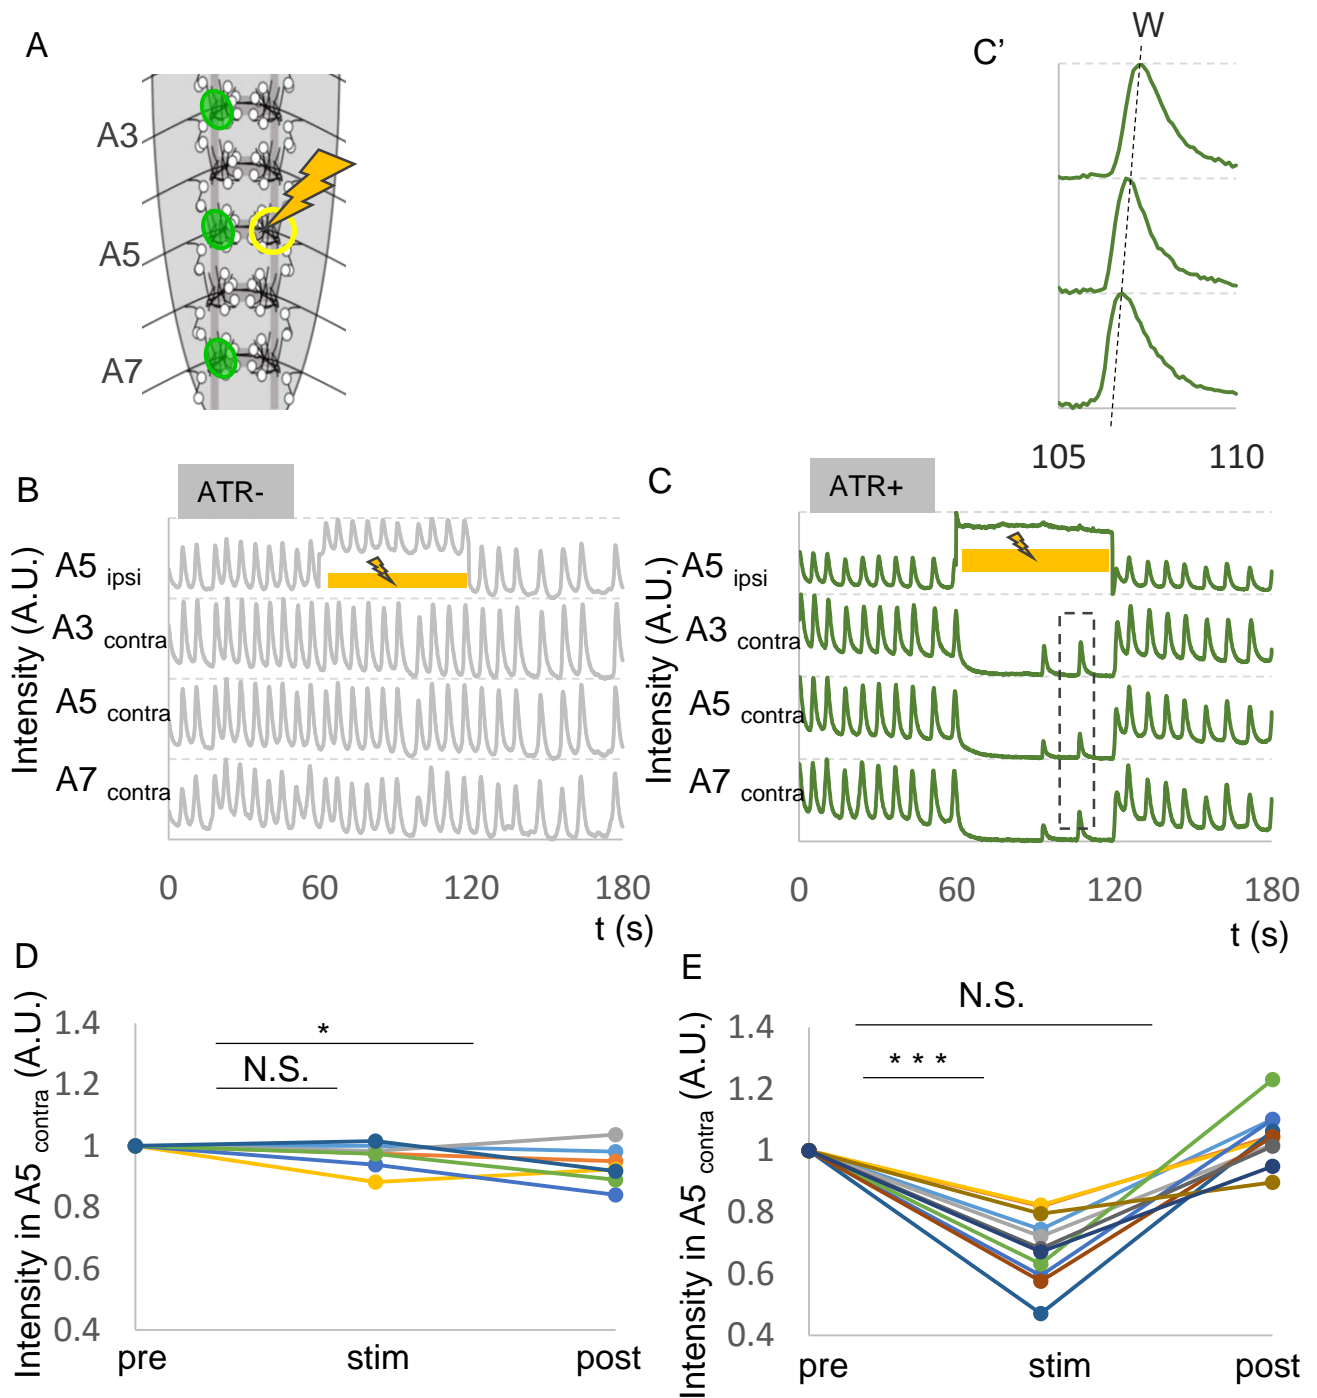 A
A3
A5
A7
C’
W
105 110
B
ATR-
Intensity (A.U.)
A5 ipsi
A3 contra
A5 contra
A7 contra
0 60 120 180
t (s)
C
ATR+
Intensity (A.U.)
A5 ipsi
A3 contra
A5 contra
A7 contra
0 60 120 180
t (s)
D
Intensity in A5 contra (A.U.)
1.4
1.2
1
0.8
0.6
0.4
*
N.S.
pre stim post
E
Intensity in A5 contra (A.U.)
1.4
1.2
1
0.8
0.6
0.4
N.S.
* * *
pre stim post